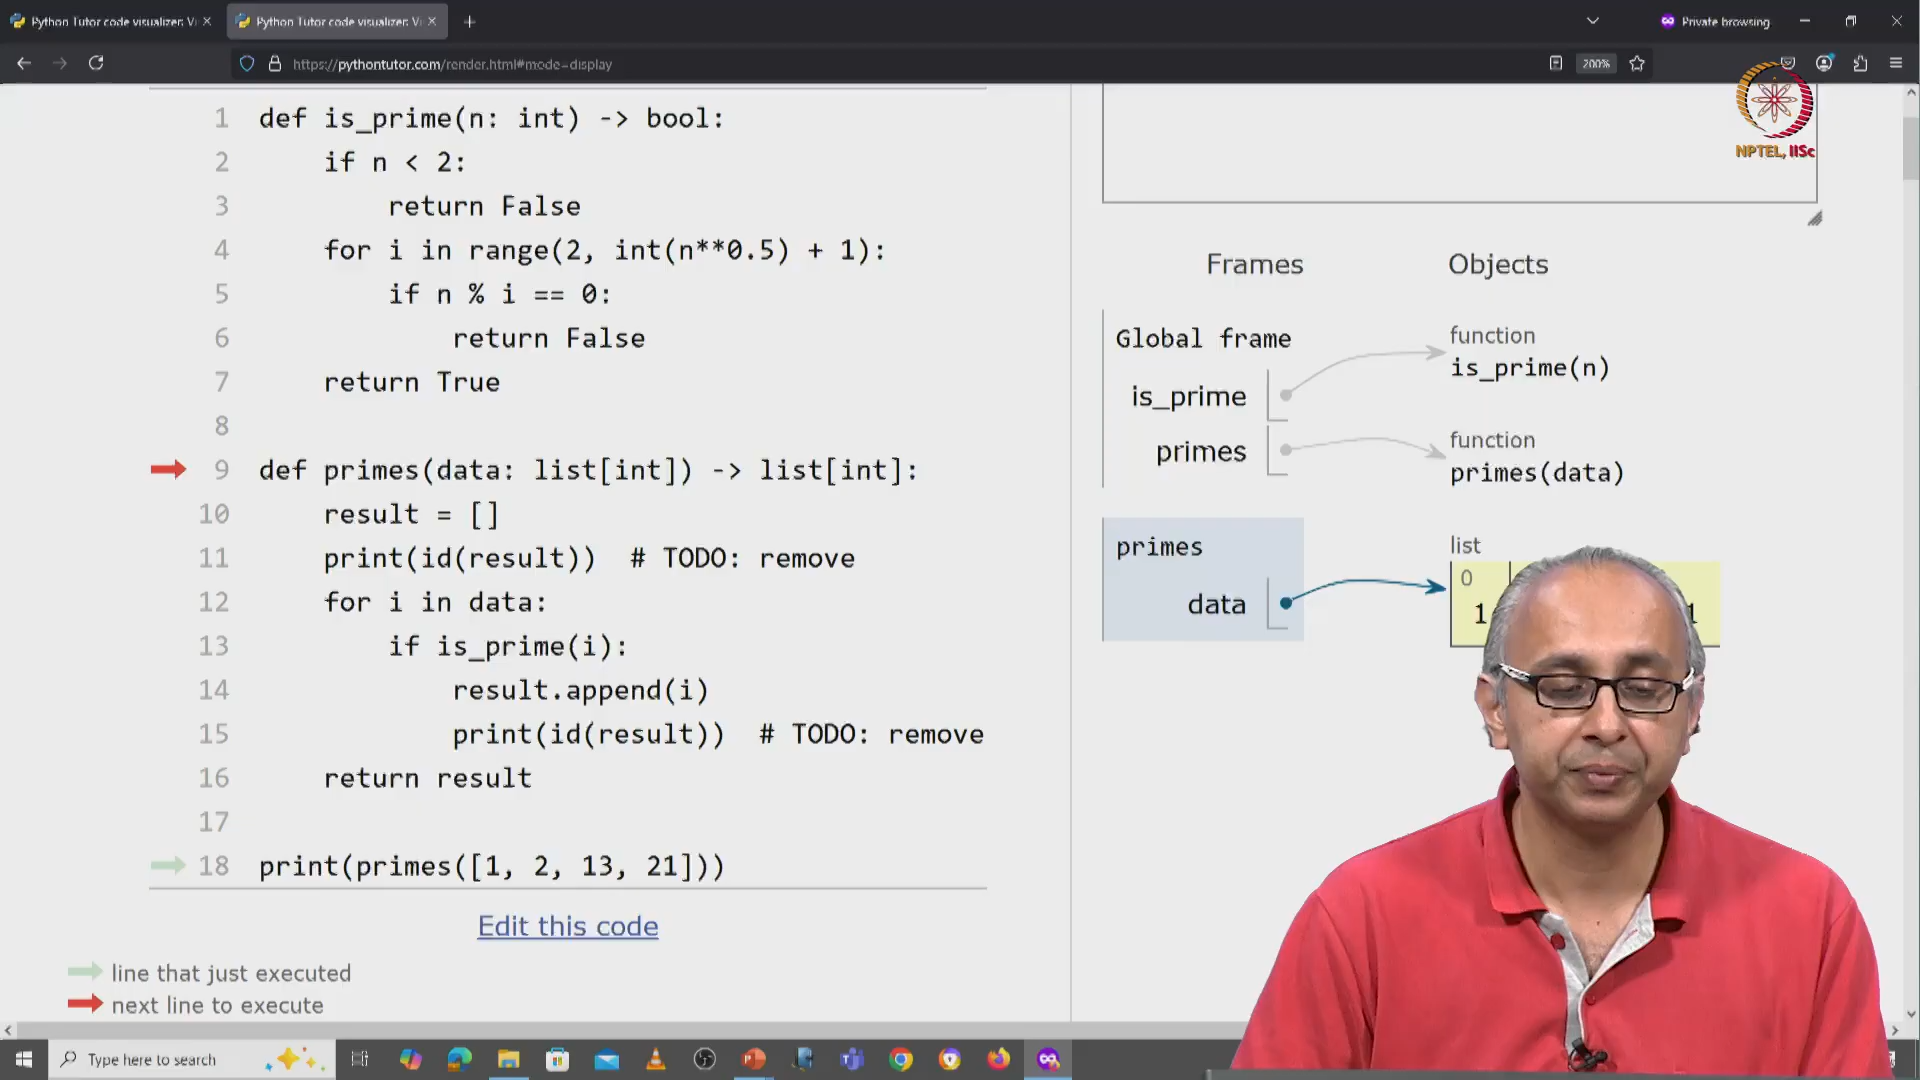 Python Tutor code visualizer: Vi
Python Tutor code visualizer: Vi
Private browsing
https://pythontutor.com/render.html#mode=display
200%
NPTEL, IISc
1 def is_prime(n: int) -> bool:
2 if n < 2:
3 return False
4 for i in range(2, int(n**0.5) + 1):
5 if n % i == 0:
6 return False
7 return True
8
9 def primes(data: list[int]) -> list[int]:
10 result = []
11 print(id(result)) # TODO: remove
12 for i in data:
13 if is_prime(i):
14 result.append(i)
15 print(id(result)) # TODO: remove
16 return result
17
18 print(primes([1, 2, 13, 21]))
Edit this code
line that just executed
next line to execute
Frames Objects
Global frame
is_prime
primes
function
is_prime(n)
function
primes(data)
primes
data
list
0
1 1
Type here to search